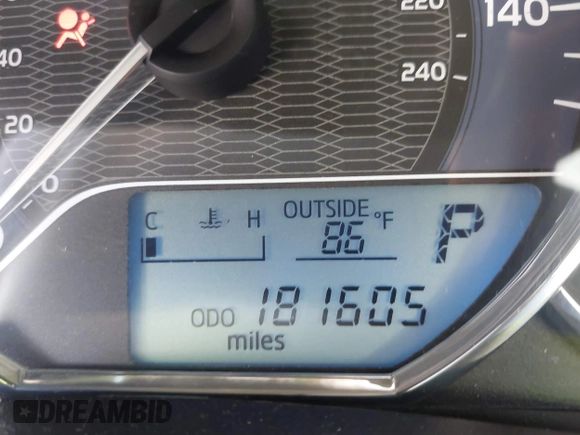 220
140
40
240
20
0
C H OUTSIDE °F
86
P
ODO 181605
miles
DREAMBID